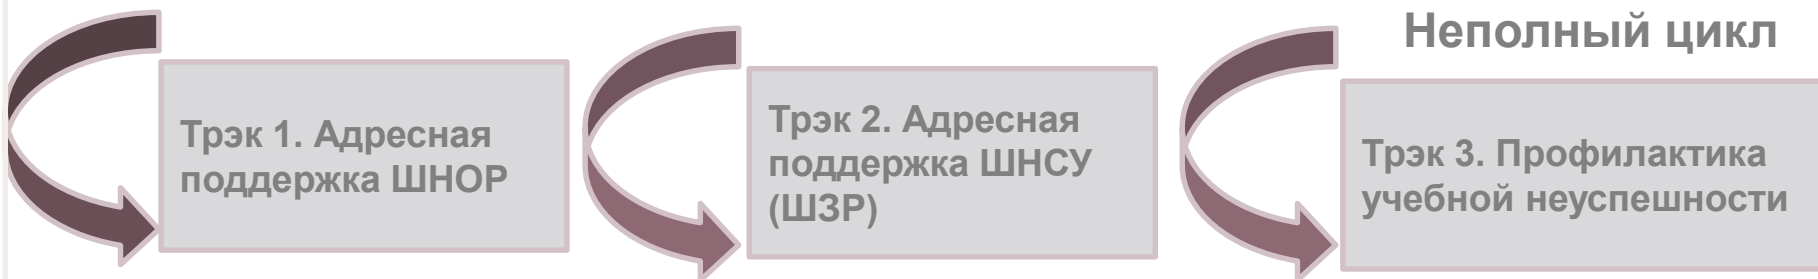 Неполный цикл
Трэк 1. Адресная
поддержка ШНОР
Трэк 2. Адресная
поддержка ШНСУ
(ШЗР)
Трэк 3. Профилактика
учебной неуспешности